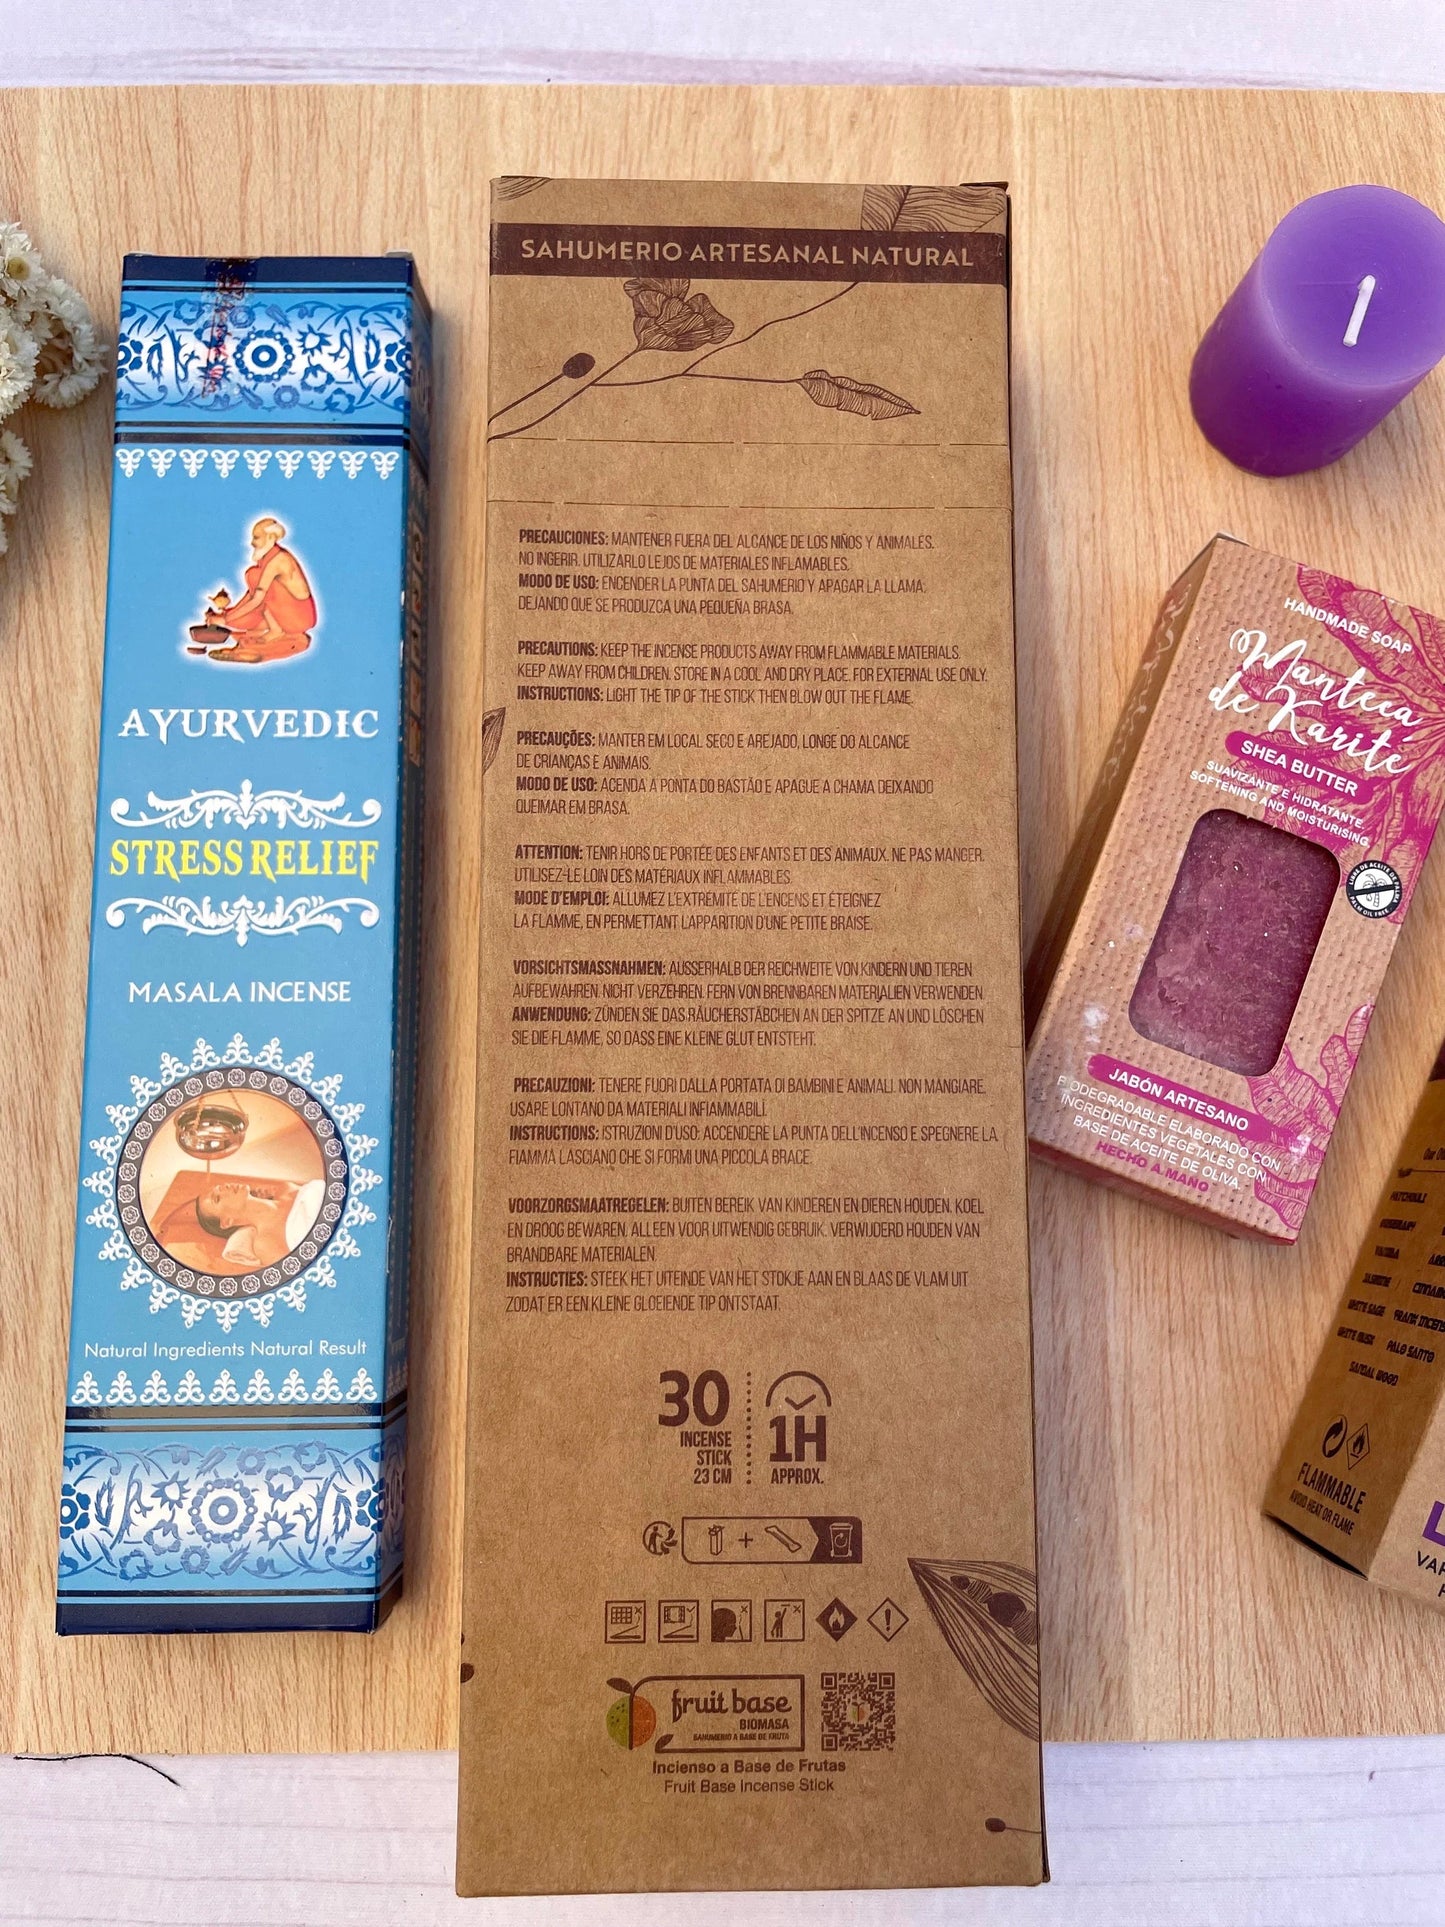 AYURVEDIC
STRESS RELIEF
MASALA INCENSE
Natural Ingredients Natural Result
SAHUMERIO ARTESANAL NATURAL
PRECAUCIONES: MANTENER FUERA DEL ALCANCE DE LOS NIÑOS Y ANIMALES.
NO INGERIR. UTILIZARLO LEJOS DE MATERIALES INFLAMABLES.
MODO DE USO: ENCENDER LA PUNTA DEL SAHUMERIO Y APAGAR LA LLAMA.
DEJANDO QUE SE PRODUZCA UNA PEQUEÑA BRASA.
PRECAUTIONS: KEEP THE INCENSE PRODUCTS AWAY FROM FLAMMABLE MATERIALS.
KEEP AWAY FROM CHILDREN. STORE IN A COOL AND DRY PLACE. FOR EXTERNAL USE ONLY.
INSTRUCTIONS: LIGHT THE TIP OF THE STICK THEN BLOW OUT THE FLAME.
PRECAUÇÕES: MANTER EM LOCAL SECO E AREJADO, LONGE DO ALCANCE
DE CRIANÇAS E ANIMAIS.
MODO DE USO: ACENDA A PONTA DO BASTÃO E APAGUE A CHAMA DEIXANDO
QUEIMAR EM BRASA.
ATTENTION: TENIR HORS DE PORTÉE DES ENFANTS ET DES ANIMAUX. NE PAS MANGER.
UTILISEZ-LE LOIN DES MATÉRIAUX INFLAMMABLES.
MODE D'EMPLOI: ALLUMEZ L'EXTRÉMITÉ DE L'ENCENS ET ÉTEIGNEZ
LA FLAMME, EN PERMETTANT L'APPARITION D'UNE PETITE BRAISE.
VORSICHTSMASSNAHMEN: AUSSERHALB DER REICHWEITE VON KINDERN UND TIEREN
AUFBEWAHREN. NICHT VERZEHREN. FERN VON BRENNBAREN MATERIALIEN VERWENDEN
ANWENDUNG: ZÜNDEN SIE DAS RÄUCHERSTÄBCHEN AN DER SPITZE AN UND LÖSCHEN
SIE DIE FLAMME, SO DASS EINE KLEINE GLUT ENTSTEHT.
PRECAUZIONI: TENERE FUORI DALLA PORTATA DI BAMBINI E ANIMALI. NON MANGIARE.
USARE LONTANO DA MATERIALI INFIAMMABILI.
INSTRUCTIONS: ISTRUZIONI D'USO: ACCENDERE LA PUNTA DELL'INCENSO E SPEGNERE LA
FIAMMA LASCIANO CHE SI FORMI UNA PICCOLA BRACE.
VOORZORGSMAATREGELEN: BUITEN BEREIK VAN KINDEREN EN DIEREN HOUDEN. KOEL
EN DROOG BEWAREN. ALLEEN VOOR UITWENDIG GEBRUIK. VERWIJDERD HOUDEN VAN
BRANDBARE MATERIALEN.
INSTRUCTIES: STEEK HET UITEINDE VAN HET STOKJE AAN EN BLAAS DE VLAM UIT
ZODAT ER EEN KLEINE GLOEIENDE TIP ONTSTAAT.
30
INCENSE
STICK
23 CM
1H
APPROX.
fruit base
BIOMASA
SAHUMERIO A BASE DE FRUTA
Incienso a Base de Frutas
Fruit Base Incense Stick
HANDMADE SOAP
Manteca
de Karité
SHEA BUTTER
SUAVIZANTE E HIDRATANTE
SOFTENING AND MOISTURISING
LIBRE DE ACEITE DE PALMA
PALM OIL FREE
JABÓN ARTESANO
BIODEGRADABLE ELABORADO CON
INGREDIENTES VEGETALES CON
BASE DE ACEITE DE OLIVA
HECHO A MANO
PATCHOULI
ROSEMARY
VANILLA
JASMINE
WHITE SAGE
WHITE MUSK PALO SANTO
SANDAL WOOD
FLAMMABLE
AVOID HEAT OR FLAME